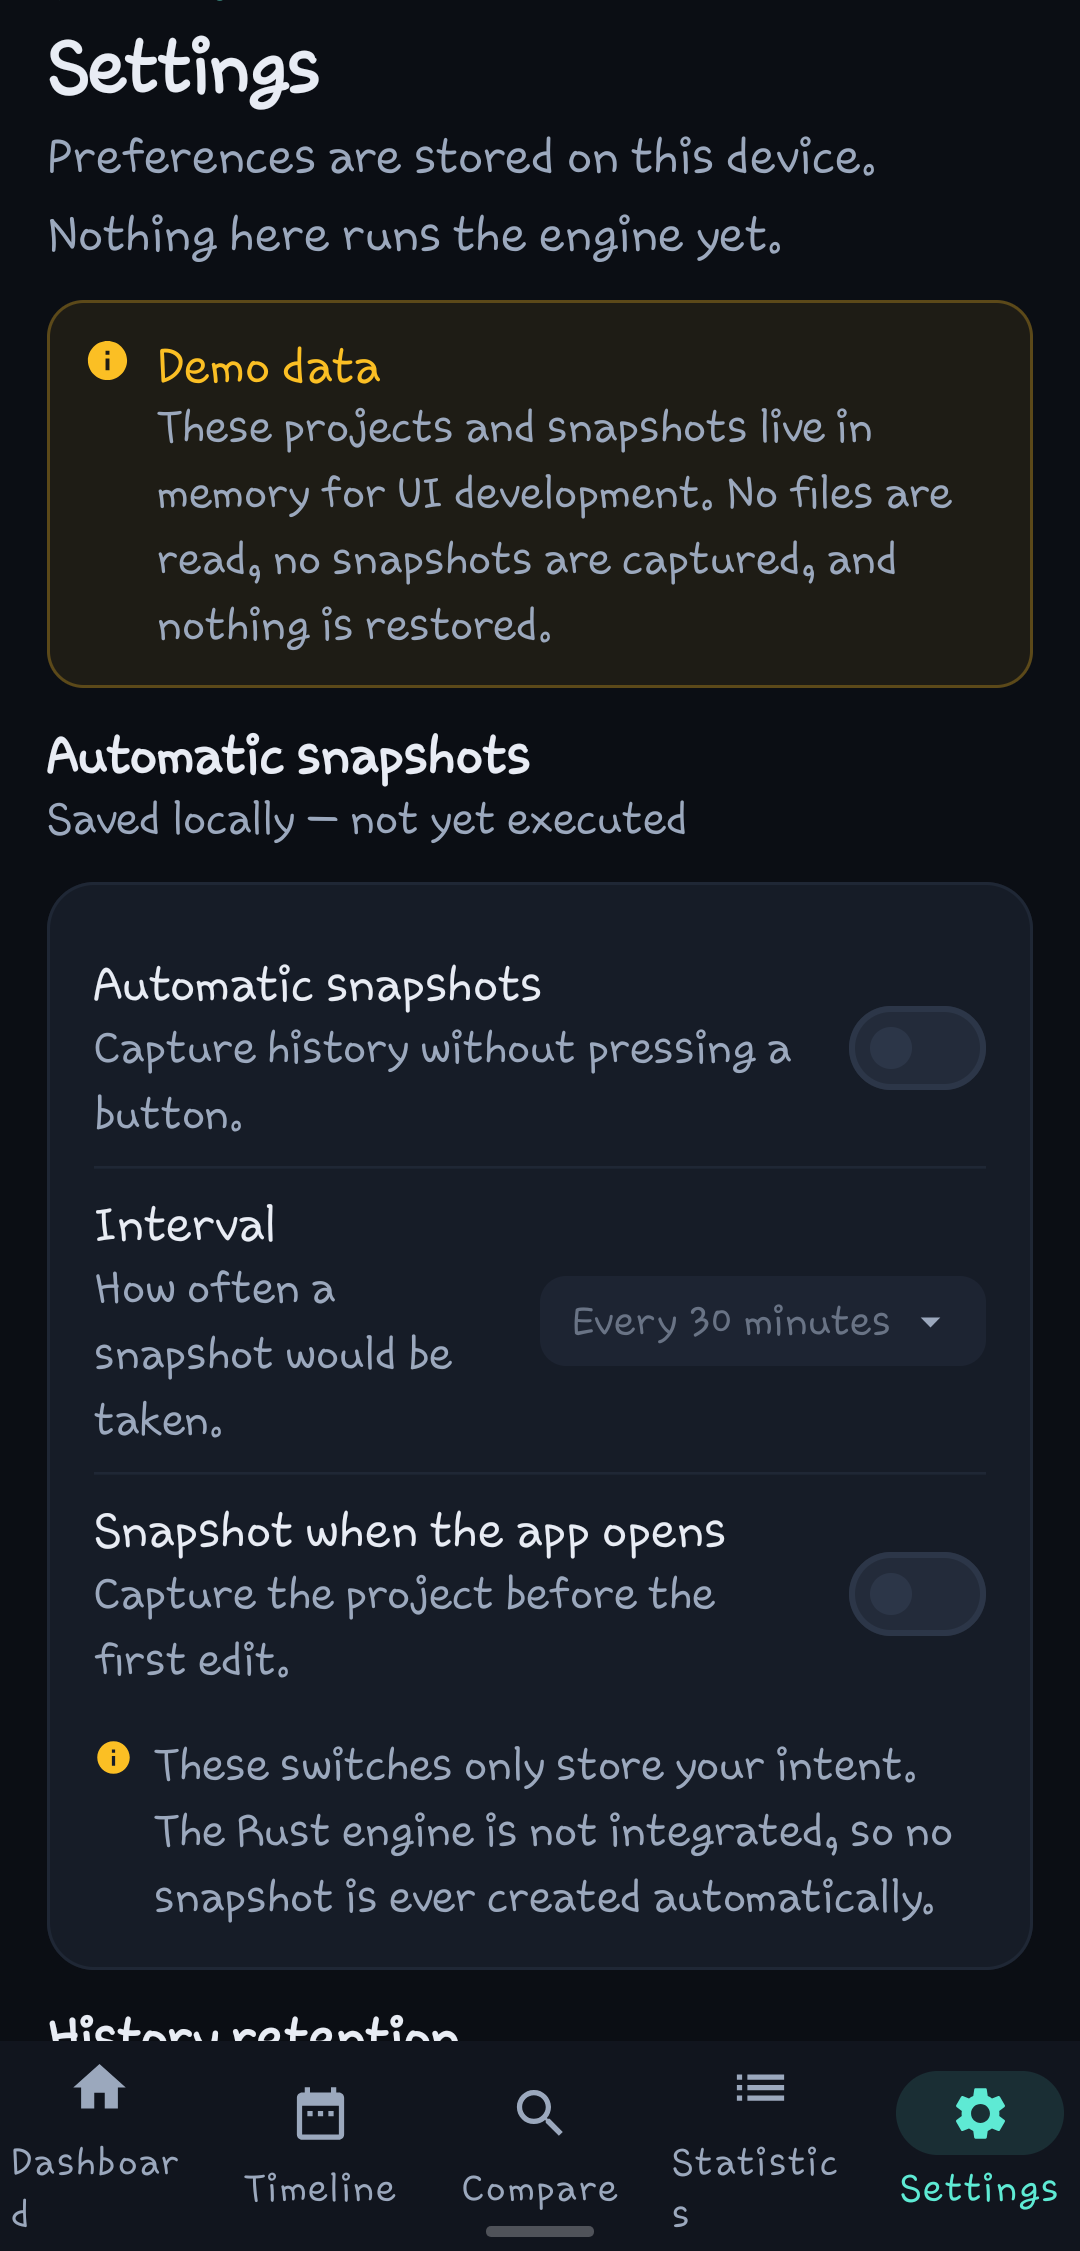 Settings
Preferences are stored on this device.
Nothing here runs the engine yet.
Demo data
These projects and snapshots live in
memory for UI development. No files are
read, no snapshots are captured, and
nothing is restored.
Automatic snapshots
Saved locally — not yet executed
Automatic snapshots
Capture history without pressing a
button.
Interval
How often a
snapshot would be
taken.
Every 30 minutes
Snapshot when the app opens
Capture the project before the
first edit.
These switches only store your intent.
The Rust engine is not integrated, so no
snapshot is ever created automatically.
History retention
Dashboar
d
Timeline
Compare
Statistic
s
Settings